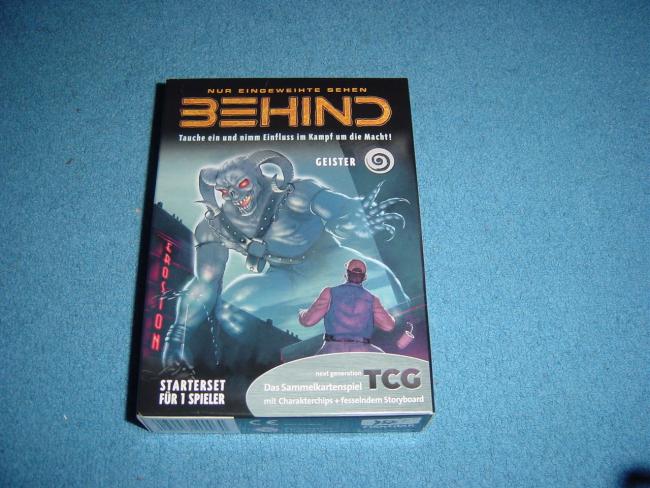 NUR EINGEWEIHTE SEHEN
BEHIND
Tauche ein und nimm Einfluss im Kampf um die Macht!
GEISTER
STARTERSET
FÜR 1 SPIELER
next generation
Das Sammelkartenspiel TCG
mit Charakterchips + fesselndem Storyboard
CE